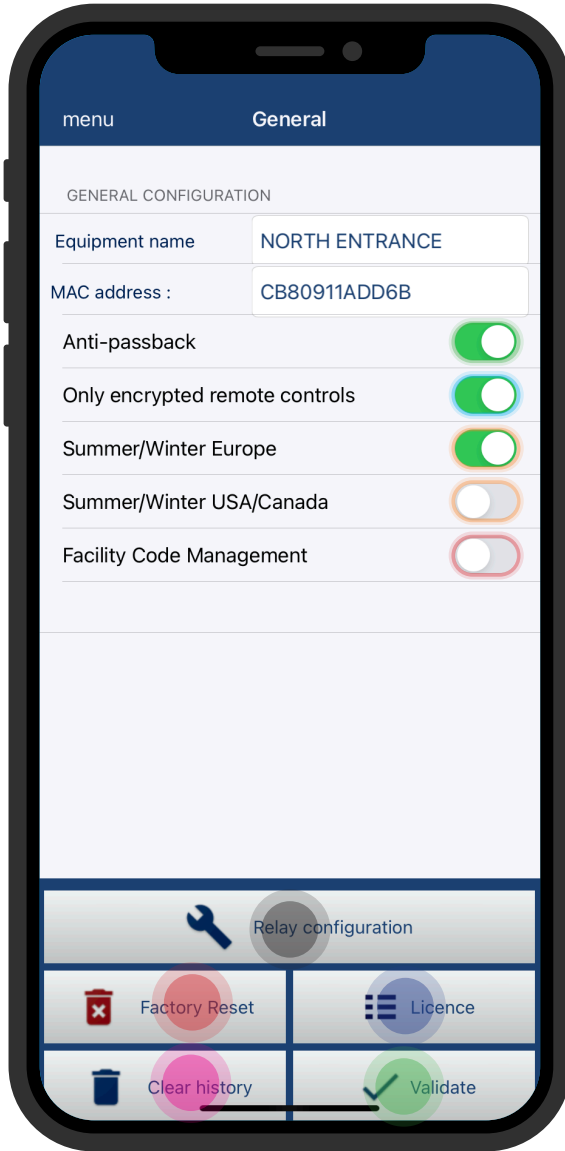 menu General
GENERAL CONFIGURATION
Equipment name NORTH ENTRANCE
MAC address : CB80911ADD6B
Anti-passback
Only encrypted remote controls
Summer/Winter Europe
Summer/Winter USA/Canada
Facility Code Management
Relay configuration
Factory Reset Licence
Clear history Validate